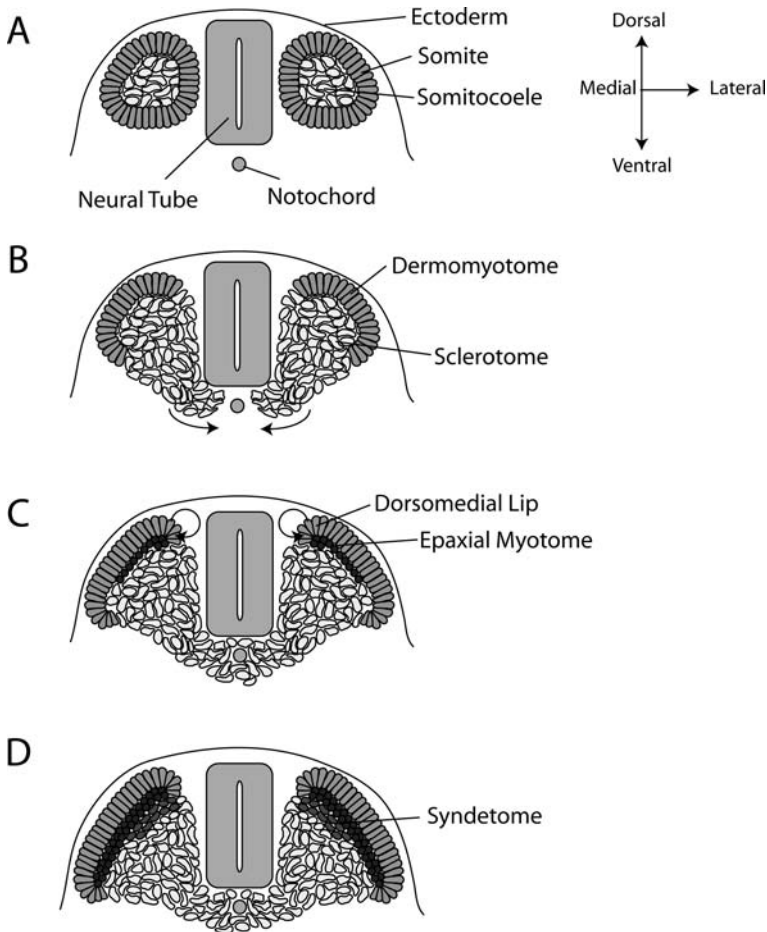 A
Ectoderm
Somite
Somitocoele
Neural Tube
Notochord
Dorsal
Medial
Lateral
Ventral
B
Dermomyotome
Sclerotome
C
Dorsomedial Lip
Epaxial Myotome
D
Syndetome